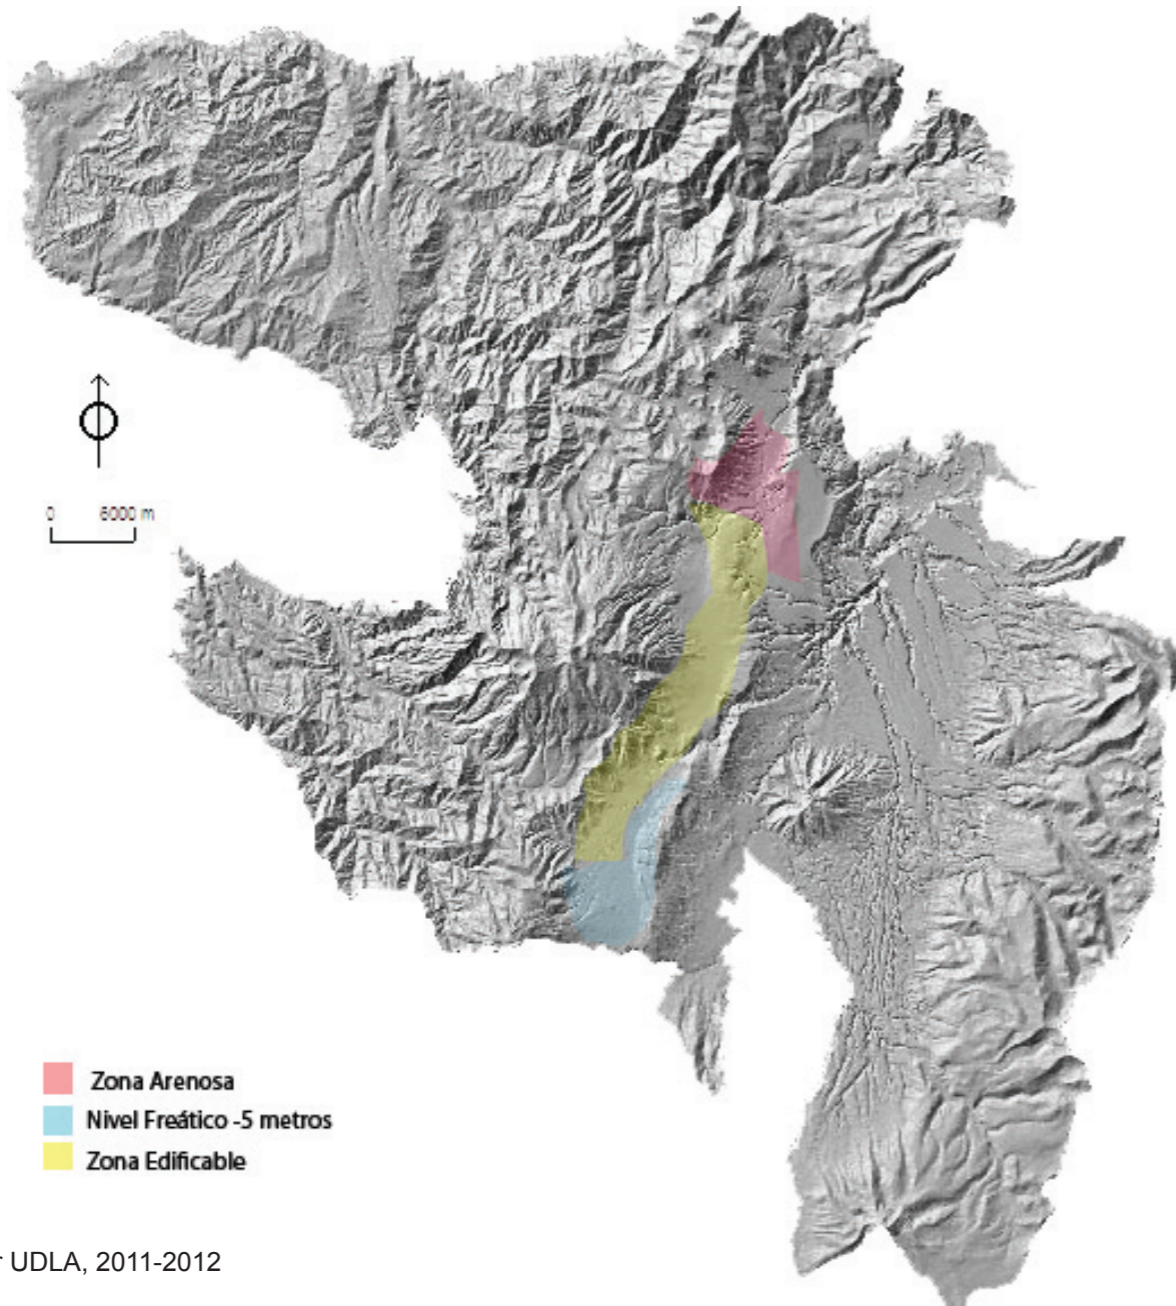 0 6000 m
Zona Arenosa
Nivel Freático -5 metros
Zona Edificable
r UDLA, 2011-2012